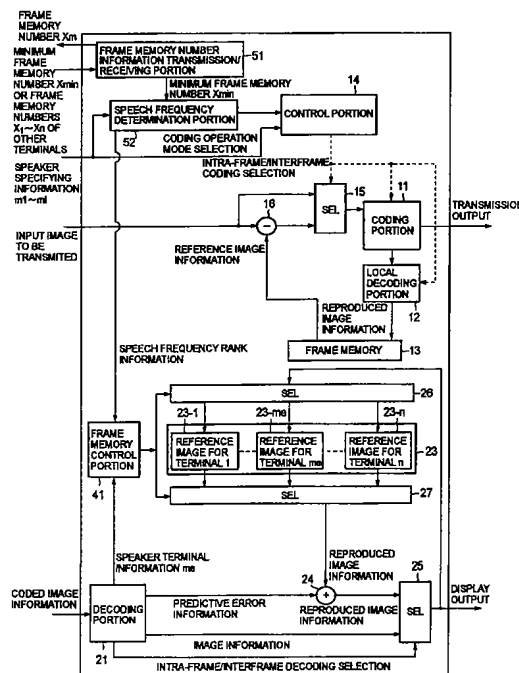 FRAME
MEMORY
NUMBER Xm
MINIMUM
FRAME
MEMORY
NUMBER Xmin
OR FRAME
MEMORY
NUMBERS
X1~Xn OF
OTHER
TERMINALS
SPEAKER
SPECIFYING
INFORMATION
m1~ml
FRAME MEMORY NUMBER
INFORMATION TRANSMISSION/
RECEIVING PORTION
51
MINIMUM FRAME MEMORY
NUMBER Xmin
14
SPEECH FREQUENCY
DETERMINATION PORTION
52
CONTROL PORTION
CODING OPERATION
MODE SELECTION
INTRA-FRAME/INTERFRAME
CODING SELECTION
15
11
16
SEL
CODING
PORTION
TRANSMISSION
OUTPUT
INPUT IMAGE
TO BE
TRANSMITED
REFERENCE IMAGE
INFORMATION
−
LOCAL
DECODING
PORTION
12
REPRODUCED
IMAGE
INFORMATION
FRAME MEMORY
13
SPEECH FREQUENCY RANK
INFORMATION
SEL
26
23-1
23-me
23-n
FRAME
MEMORY
CONTROL
PORTION
41
REFERENCE
IMAGE FOR
TERMINAL 1
REFERENCE
IMAGE FOR
TERMINAL me
REFERENCE
IMAGE FOR
TERMINAL n
23
SEL
27
SPEAKER TERMINAL
INFORMATION me
REPRODUCED
IMAGE
INFORMATION
25
CODED IMAGE
INFORMATION
DECODING
PORTION
21
24
+
PREDICTIVE ERROR
INFORMATION
REPRODUCED IMAGE
INFORMATION
SEL
DISPLAY
OUTPUT
IMAGE INFORMATION
INTRA-FRAME/INTERFRAME DECODING SELECTION